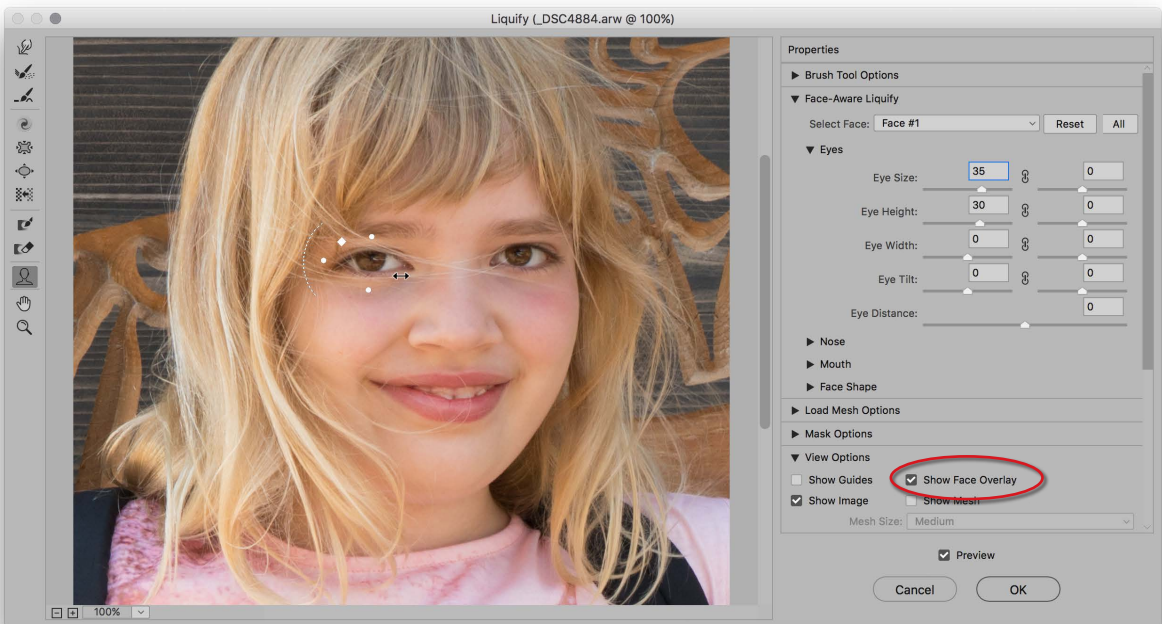 Liquify (_DSC4884.arw @ 100%)
Properties
Brush Tool Options
Face-Aware Liquify
Select Face: Face #1 Reset All
Eyes
Eye Size: 35 0
Eye Height: 30 0
Eye Width: 0 0
Eye Tilt: 0 0
Eye Distance: 0
Nose
Mouth
Face Shape
Load Mesh Options
Mask Options
View Options
Show Guides Show Face Overlay
Show Image Show Mesh
Mesh Size: Medium
Preview
Cancel OK
100%